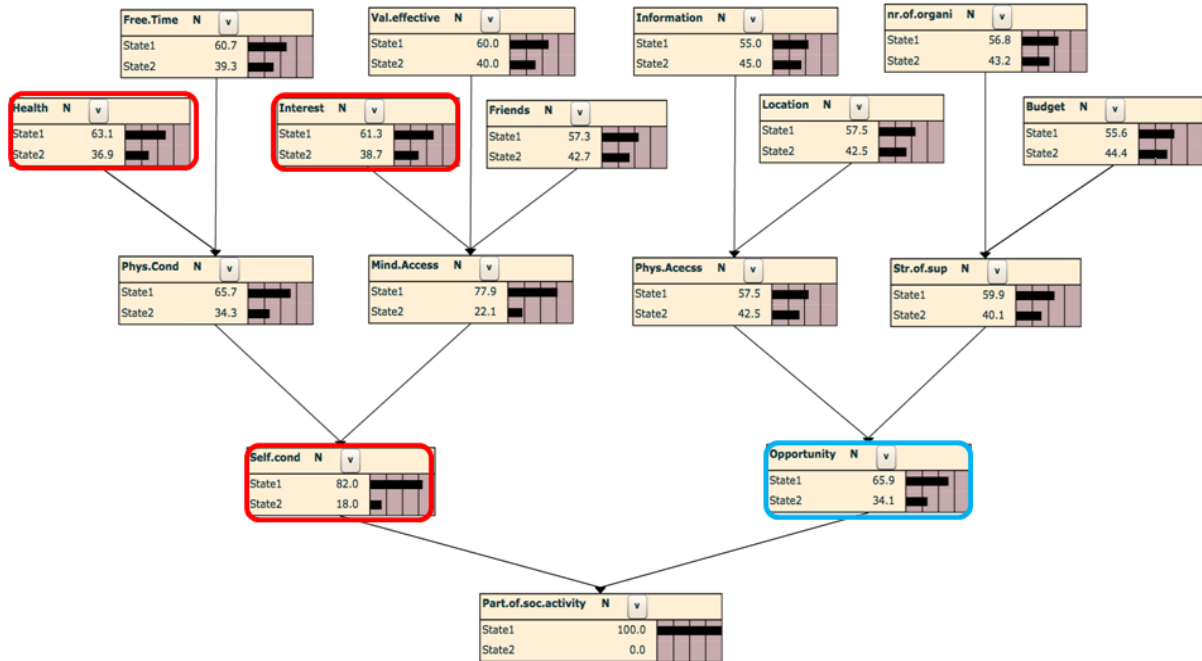 Free.Time N v
State1 60.7
State2 39.3
Val.effective N v
State1 60.0
State2 40.0
Information N v
State1 55.0
State2 45.0
nr.of.organi N v
State1 56.8
State2 43.2
Health N v
State1 63.1
State2 36.9
Interest N v
State1 61.3
State2 38.7
Friends N v
State1 57.3
State2 42.7
Location N v
State1 57.5
State2 42.5
Budget N v
State1 55.6
State2 44.4
Phys.Cond N v
State1 65.7
State2 34.3
Mind.Access N v
State1 77.9
State2 22.1
Phys.Acecss N v
State1 57.5
State2 42.5
Str.of.sup N v
State1 59.9
State2 40.1
Self.cond N v
State1 82.0
State2 18.0
Opportunity N v
State1 65.9
State2 34.1
Part.of.soc.activity N v
State1 100.0
State2 0.0